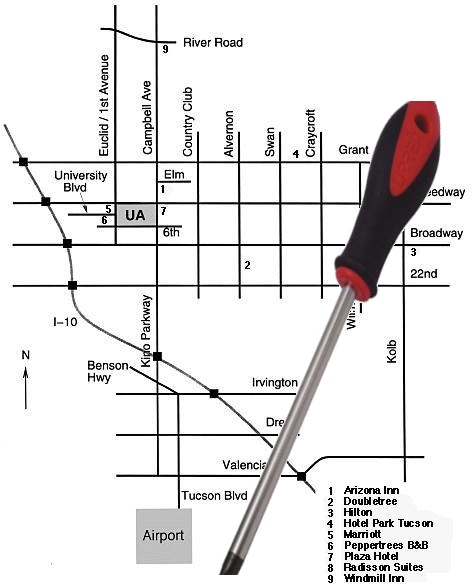 River Road
9
Euclid / 1st Avenue
Campbell Ave
Country Club
Alvernon
Swan
Craycroft
4
Grant
University
Blvd
Elm
1
5
UA
7
6
6th
Broadway
2
3
22nd
I-10
Kino Parkway
Kolb
N
Benson
Hwy
Irvington
Valencia
Tucson Blvd
Airport
1 Arizona Inn
2 Doubletree
3 Hilton
4 Hotel Park Tucson
5 Marriott
6 Peppertrees B&B
7 Plaza Hotel
8 Radisson Suites
9 Windmill Inn